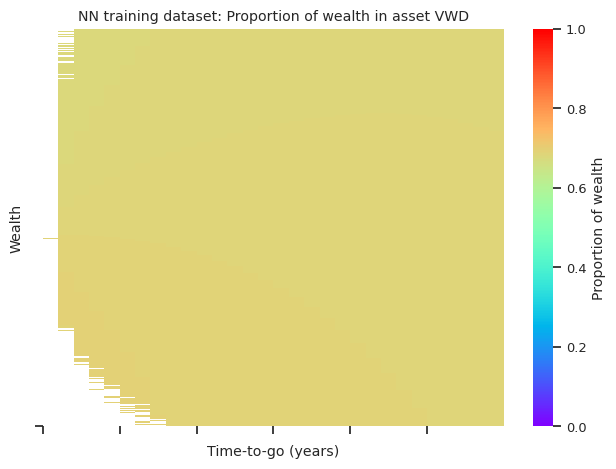 NN training dataset: Proportion of wealth in asset VWD
Wealth
Time-to-go (years)
1.0
0.8
0.6
0.4
0.2
0.0
Proportion of wealth